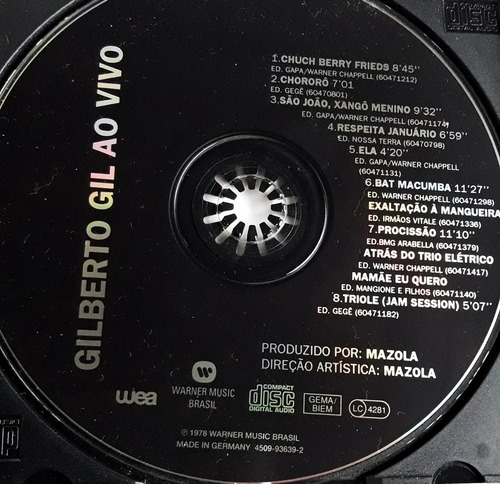 GILBERTO GIL AO VIVO
1.CHUCH BERRY FRIEDS 8'45''
ED. GAPA/WARNER CHAPPELL (60471212)
2.CHORORÔ 7'01
ED. GEGÊ (60470801)
3.SÃO JOÃO, XANGÔ MENINO 9'32''
ED. GAPA/WARNER CHAPPELL (60471174)
4.RESPEITA JANUÁRIO 6'59''
ED. NOSSA TERRA (60470798)
5.ELA 4'20''
ED. GAPA/WARNER CHAPPELL
(60471131)
6.BAT MACUMBA 11'27''
ED. WARNER CHAPPELL (60471298)
EXALTAÇÃO À MANGUEIRA
ED. IRMÃOS VITALE (60471336)
7.PROCISSÃO 11'10''
ED.BMG ARABELLA (60471379)
ATRÁS DO TRIO ELÉTRICO
ED. WARNER CHAPPELL (60471417)
MAMÃE EU QUERO
ED. MANGIONE E FILHOS (60471140)
8.TRIOLE (JAM SESSION) 5'07''
ED. GEGÊ (60471182)
PRODUZIDO POR: MAZOLA
DIREÇÃO ARTÍSTICA: MAZOLA
wea
WARNER MUSIC
BRASIL
COMPACT
disc
DIGITAL AUDIO
GEMA/
BIEM
LC 4281
℗ 1978 WARNER MUSIC BRASIL
MADE IN GERMANY 4509-93639-2
disc
DIGITAL AUDIO